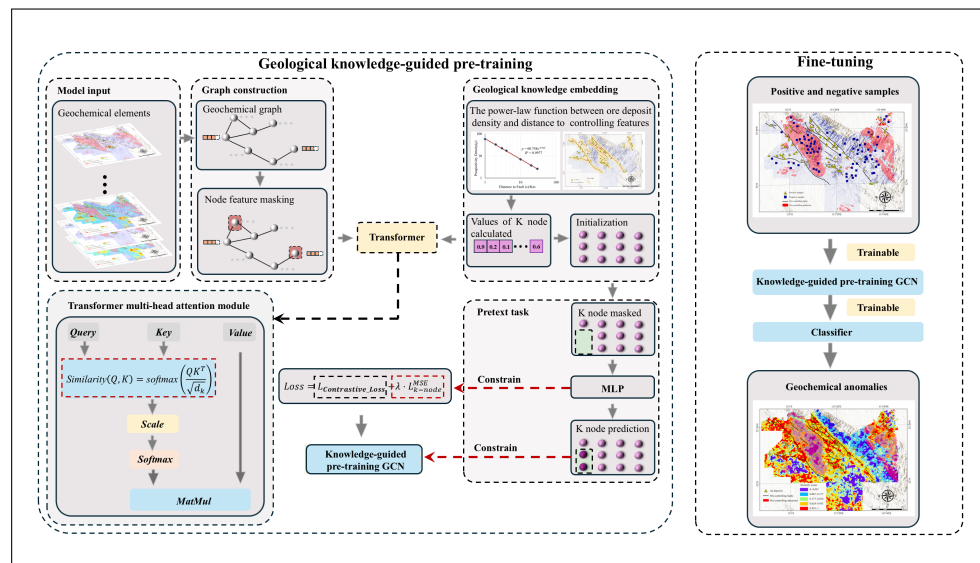 Geological knowledge-guided pre-training
Model input
Geochemical elements
Graph construction
Geochemical graph
Node feature masking
Transformer
Geological knowledge embedding
The power-law function between ore deposit
density and distance to controlling features
Values of K node
calculated
0.9 0.2 0.1 ••• 0.6
Initialization
Transformer multi-head attention module
Query Key Value
Similarity(Q, K) = softmax(QK^T / √d_k)
Scale
Softmax
MatMul
Pretext task
K node masked
MLP
K node prediction
Constrain
Constrain
Loss = L_Contrastive_Loss + λ · L_k-node^MSE
Knowledge-guided
pre-training GCN
Fine-tuning
Positive and negative samples
Trainable
Knowledge-guided pre-training GCN
Trainable
Classifier
Geochemical anomalies